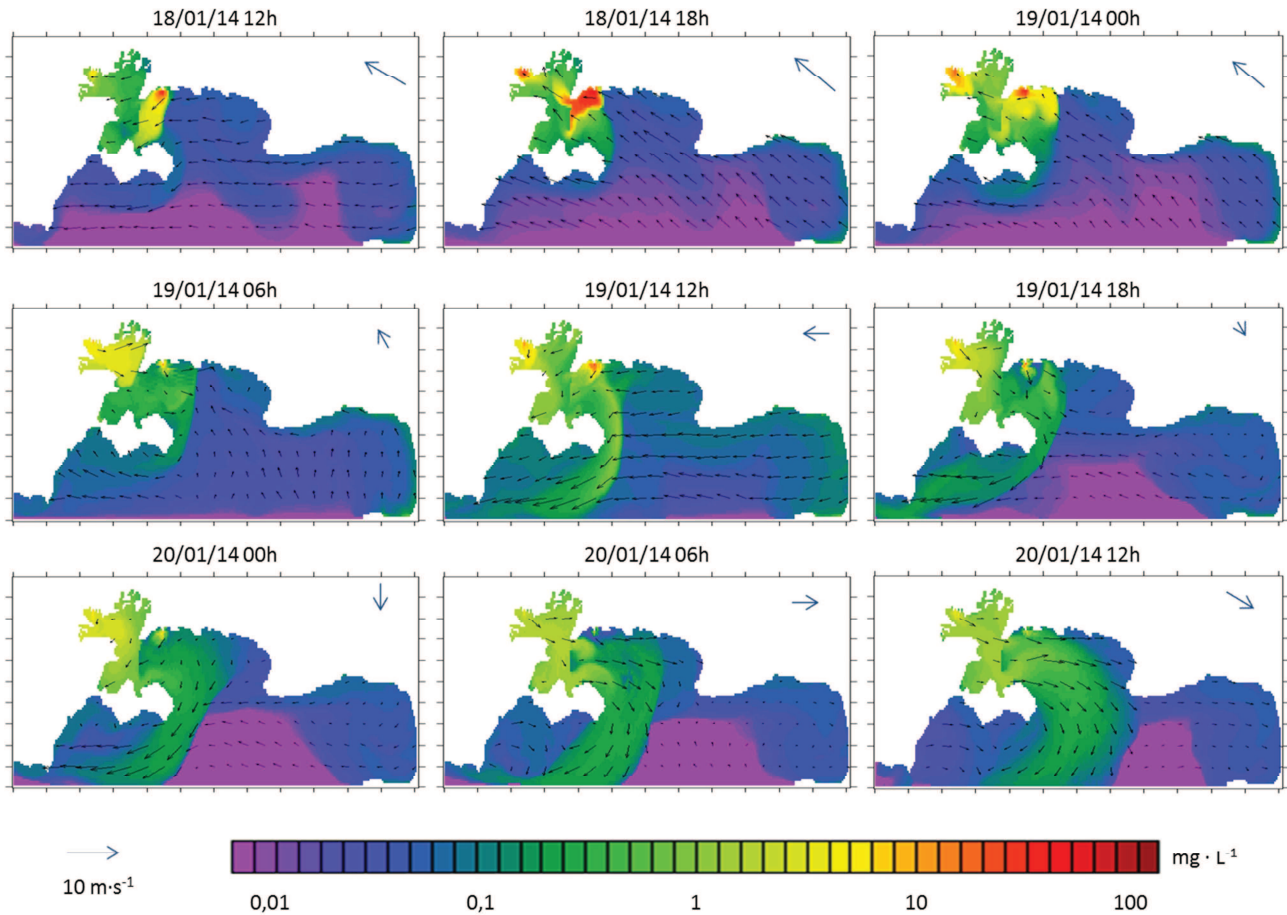 18/01/14 12h
18/01/14 18h
19/01/14 00h
19/01/14 06h
19/01/14 12h
19/01/14 18h
20/01/14 00h
20/01/14 06h
20/01/14 12h
10 m·s⁻¹
mg · L⁻¹
0,01 0,1 1 10 100